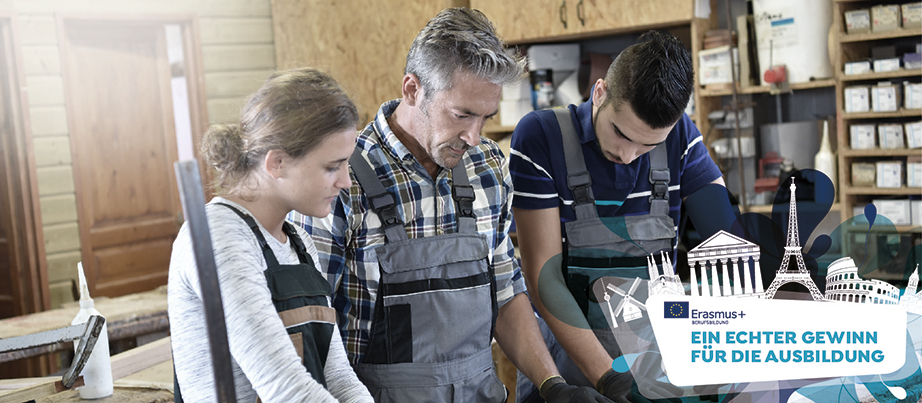 Erasmus+
BERUFSBILDUNG
EIN ECHTER GEWINN
FÜR DIE AUSBILDUNG